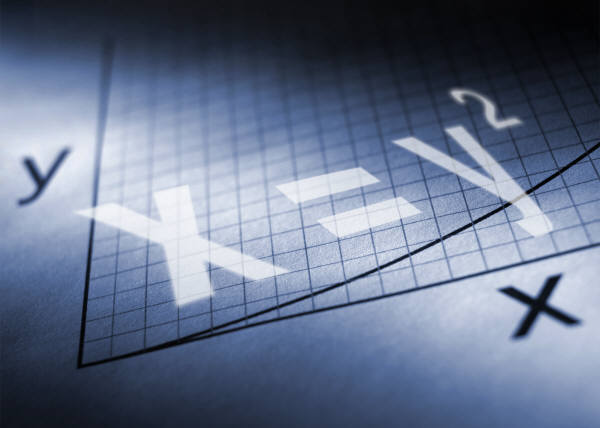 y
x = y²
x